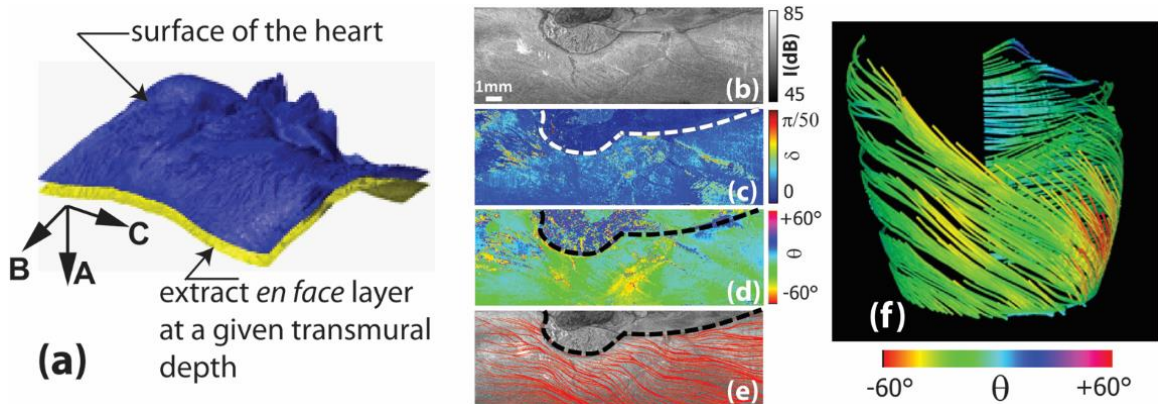 surface of the heart
B
A
C
extract en face layer
at a given transmural
depth
(a)
1mm
(b)
85
I(dB)
45
(c)
π/50
δ
0
(d)
+60°
θ
-60°
(e)
(f)
-60° θ +60°